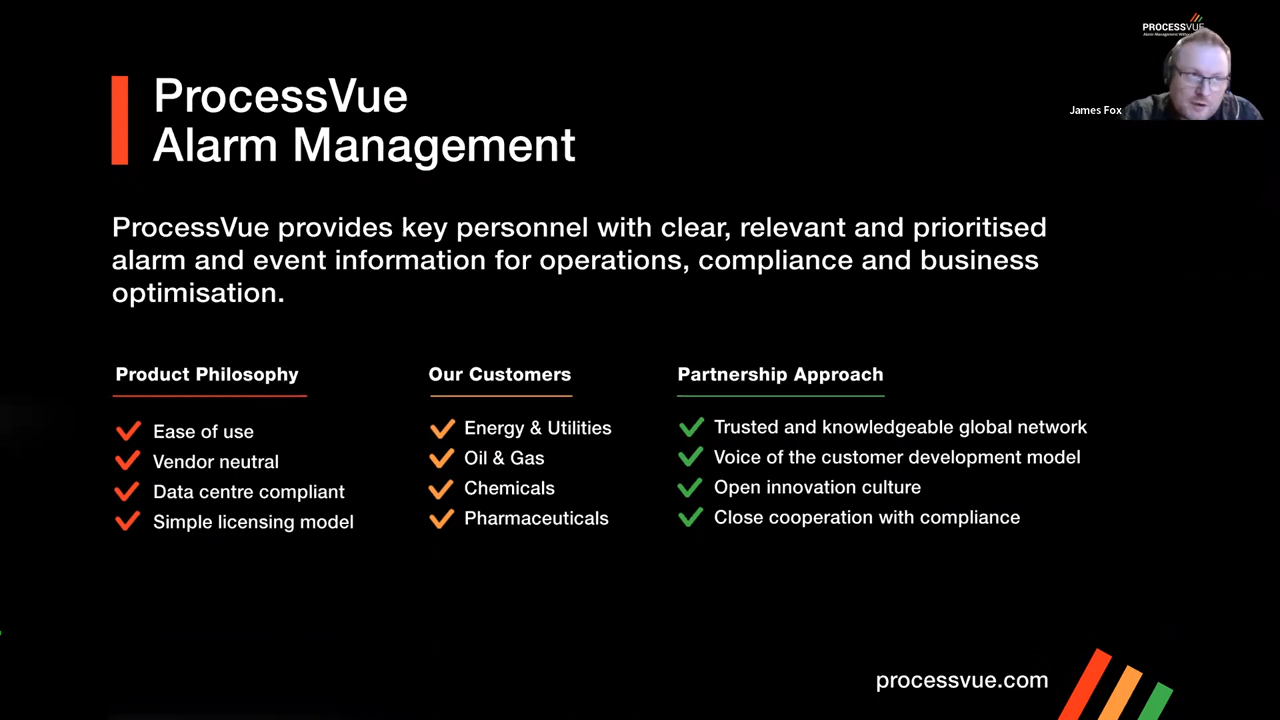 PROCESSVUE
James Fox
ProcessVue
Alarm Management
ProcessVue provides key personnel with clear, relevant and prioritised
alarm and event information for operations, compliance and business
optimisation.
Product Philosophy
Ease of use
Vendor neutral
Data centre compliant
Simple licensing model
Our Customers
Energy & Utilities
Oil & Gas
Chemicals
Pharmaceuticals
Partnership Approach
Trusted and knowledgeable global network
Voice of the customer development model
Open innovation culture
Close cooperation with compliance
processvue.com